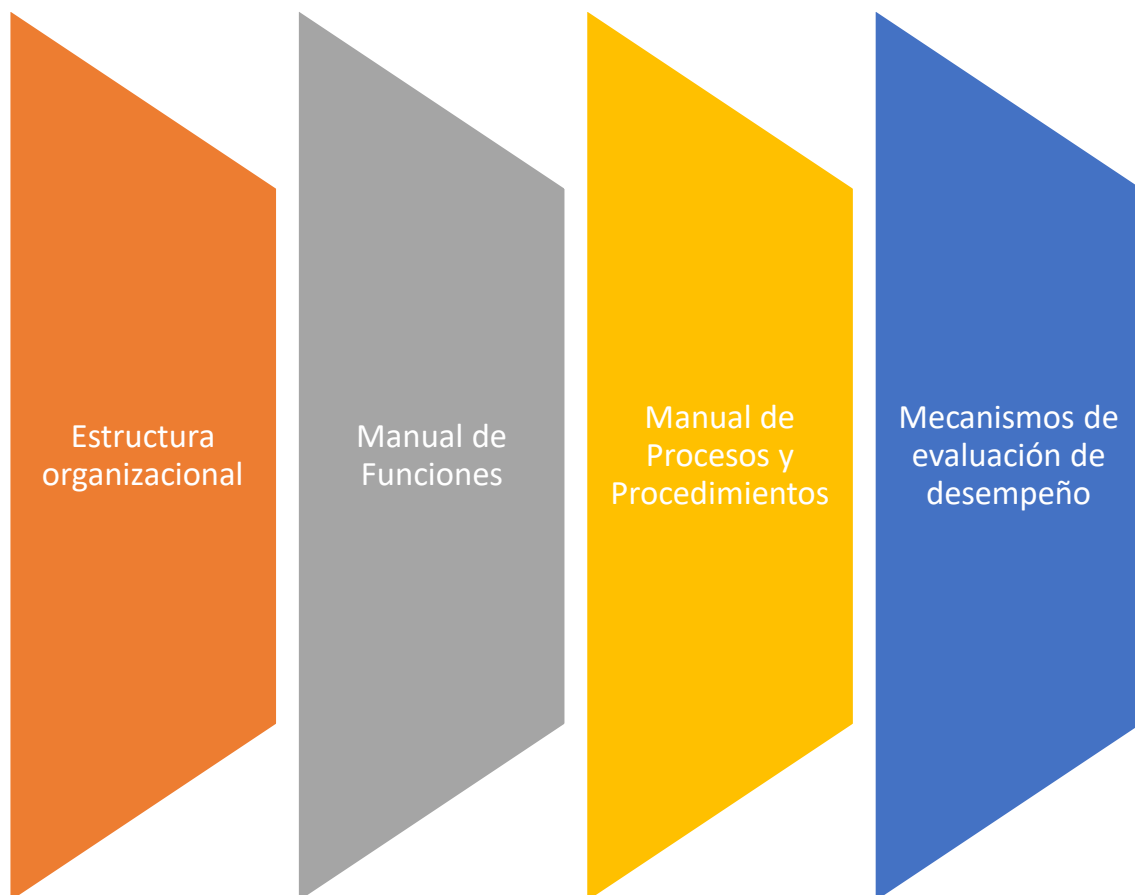 Estructura
organizacional
Manual de
Funciones
Manual de
Procesos y
Procedimientos
Mecanismos de
evaluación de
desempeño